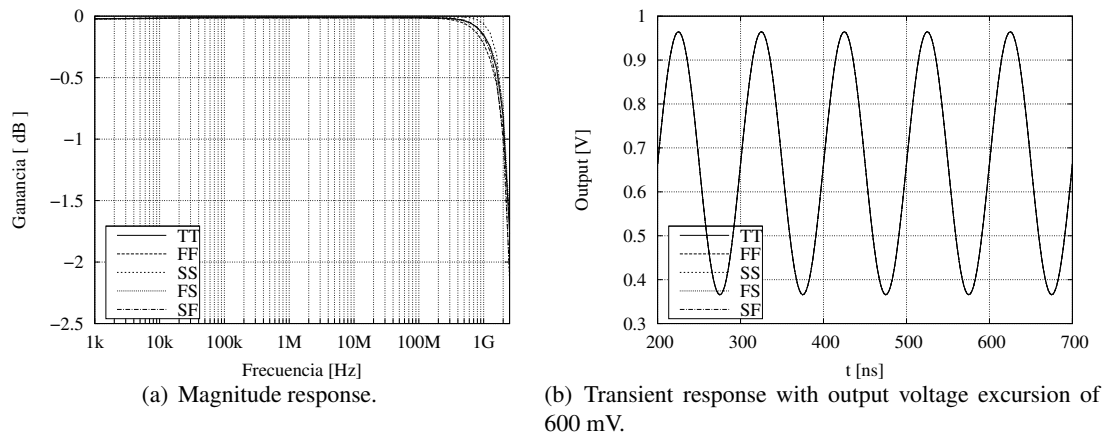 0
−0.5
−1
−1.5
−2
−2.5
Ganancia [ dB ]
TT
FF
SS
FS
SF
1k 10k 100k 1M 10M 100M 1G
Frecuencia [Hz]
(a) Magnitude response.
1
0.9
0.8
0.7
0.6
0.5
0.4
0.3
Output [V]
TT
FF
SS
FS
SF
200 300 400 500 600 700
t [ns]
(b) Transient response with output voltage excursion of
600 mV.